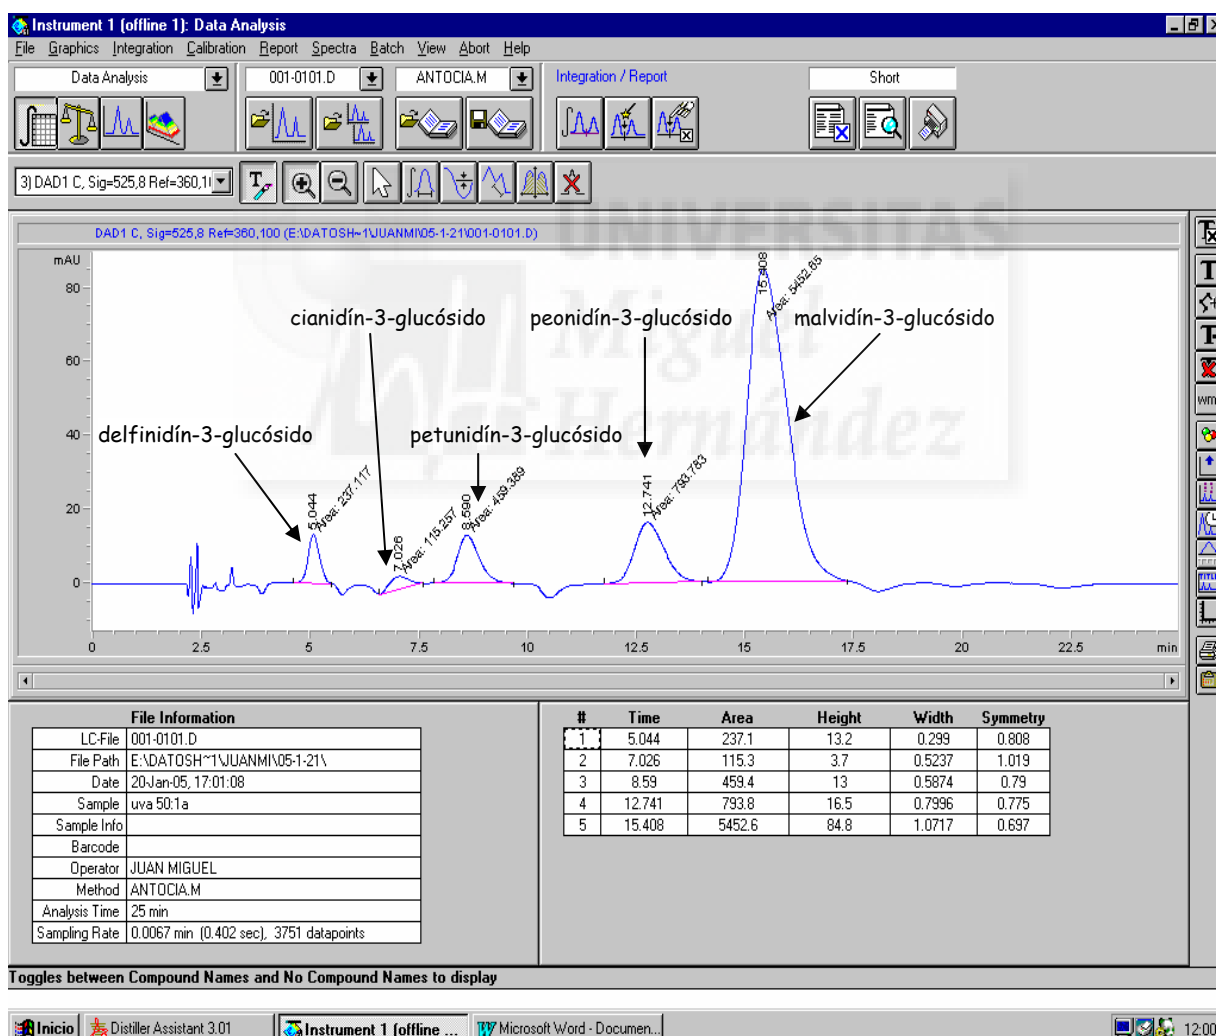 Instrument 1 (offline 1): Data Analysis
File Graphics Integration Calibration Report Spectra Batch View Abort Help
Data Analysis 001-0101.D ANTOCIA.M Integration / Report Short
3) DAD1 C, Sig=525,8 Ref=360,1
UNIVERSITAS
Miguel
Hernández
DAD1 C, Sig=525,8 Ref=360,100 (E:\DATOSH~1\JUANMI\05-1-21\001-0101.D)
mAU
80
60
40
20
0
15.408
Area: 5452.65
cianidín-3-glucósido
peonidín-3-glucósido
malvidín-3-glucósido
delfinidín-3-glucósido
petunidín-3-glucósido
5.044
Area: 237.117
7.026
Area: 115.257
8.590
Area: 459.389
12.741
Area: 793.783
0 2.5 5 7.5 10 12.5 15 17.5 20 22.5 min
File Information
LC-File 001-0101.D
File Path E:\DATOSH~1\JUANMI\05-1-21\
Date 20-Jan-05, 17:01:08
Sample uva 50:1a
Sample Info
Barcode
Operator JUAN MIGUEL
Method ANTOCIA.M
Analysis Time 25 min
Sampling Rate 0.0067 min (0.402 sec), 3751 datapoints
# Time Area Height Width Symmetry
1 5.044 237.1 13.2 0.299 0.808
2 7.026 115.3 3.7 0.5237 1.019
3 8.59 459.4 13 0.5874 0.79
4 12.741 793.8 16.5 0.7996 0.775
5 15.408 5452.6 84.8 1.0717 0.697
Toggles between Compound Names and No Compound Names to display
Inicio Distiller Assistant 3.01 Instrument 1 (offline ... Microsoft Word - Documen... 12:00